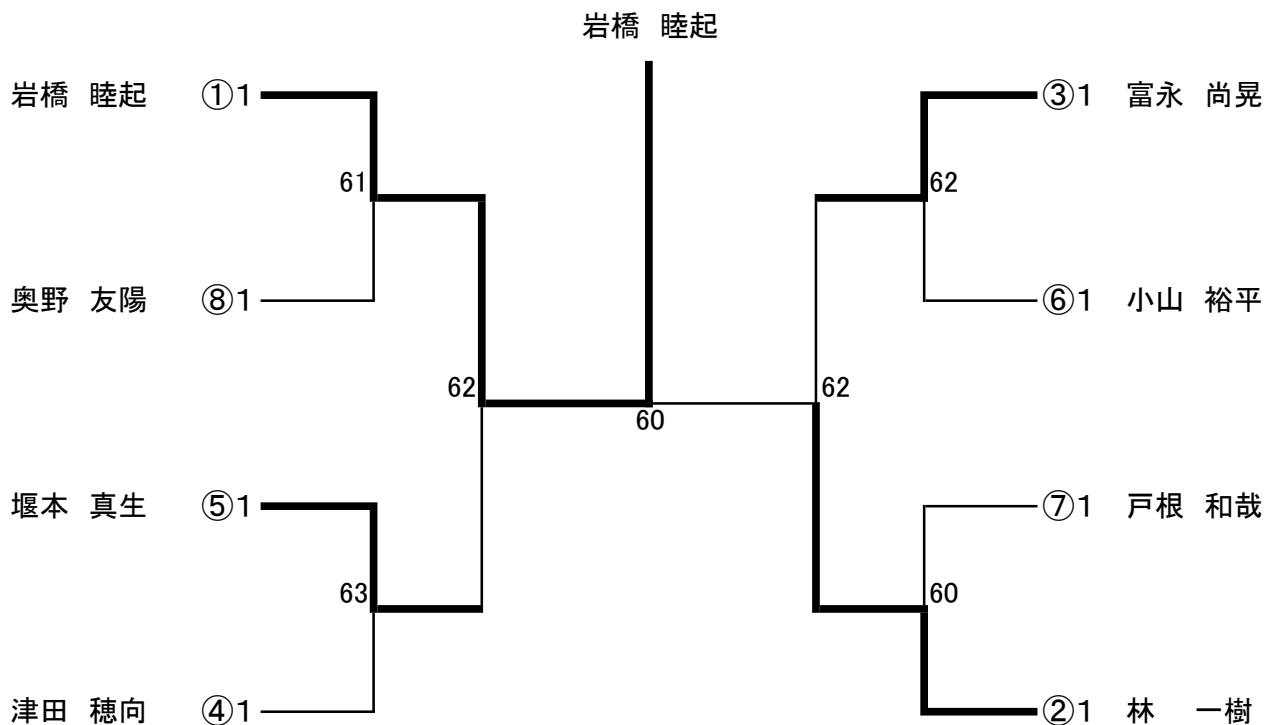 岩橋 睦起
岩橋 睦起 ①1
③1 富永 尚晃
61
62
奥野 友陽 ⑧1
⑥1 小山 裕平
62
62
60
堰本 真生 ⑤1
⑦1 戸根 和哉
63
60
津田 穂向 ④1
②1 林 一樹